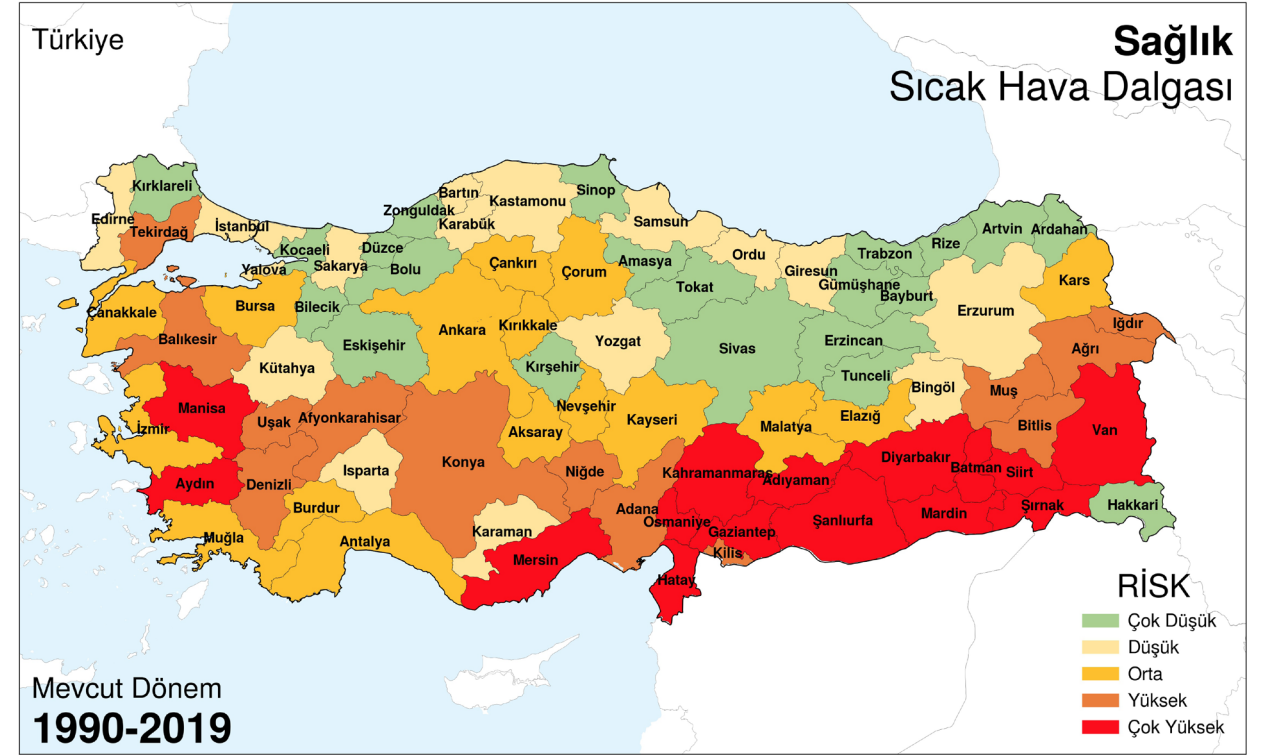 Türkiye
Sağlık
Sıcak Hava Dalgası
Kırklareli
Edirne
Tekirdağ
İstanbul
Kocaeli
Yalova
Sakarya
Düzce
Zonguldak
Bartın
Karabük
Kastamonu
Sinop
Samsun
Bolu
Çankırı
Çorum
Amasya
Ordu
Giresun
Tokat
Trabzon
Gümüşhane
Bayburt
Rize
Artvin
Ardahan
Kars
Iğdır
Ağrı
Erzurum
Erzincan
Tunceli
Bingöl
Muş
Bitlis
Van
Hakkari
Çanakkale
Balıkesir
Bursa
Bilecik
Kütahya
Eskişehir
Ankara
Kırıkkale
Kırşehir
Yozgat
Sivas
Manisa
İzmir
Uşak
Afyonkarahisar
Aydın
Denizli
Muğla
Burdur
Isparta
Antalya
Konya
Aksaray
Nevşehir
Kayseri
Niğde
Karaman
Mersin
Adana
Malatya
Elazığ
Kahramanmaraş
Adıyaman
Osmaniye
Gaziantep
Kilis
Hatay
Şanlıurfa
Diyarbakır
Batman
Siirt
Mardin
Şırnak
RİSK
Çok Düşük
Düşük
Orta
Yüksek
Çok Yüksek
Mevcut Dönem
1990-2019